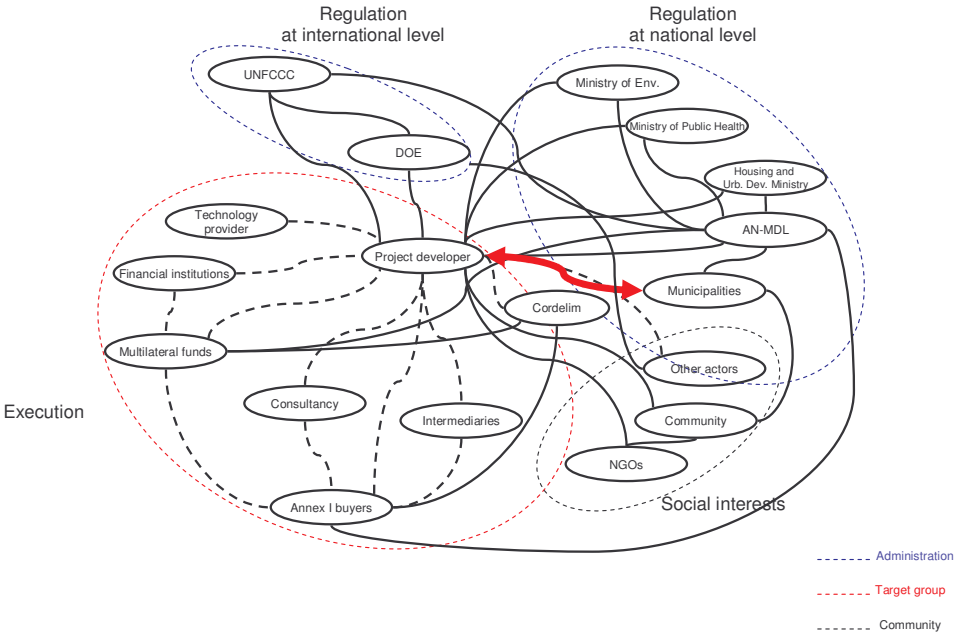 Regulation
at international level
Regulation
at national level
UNFCCC
Ministry of Env.
Ministry of Public Health
DOE
Housing and
Urb. Dev. Ministry
Technology
provider
AN-MDL
Project developer
Financial institutions
Municipalities
Cordelim
Multilateral funds
Other actors
Consultancy
Execution
Intermediaries
Community
NGOs
Annex I buyers
Social interests
Administration
Target group
Community